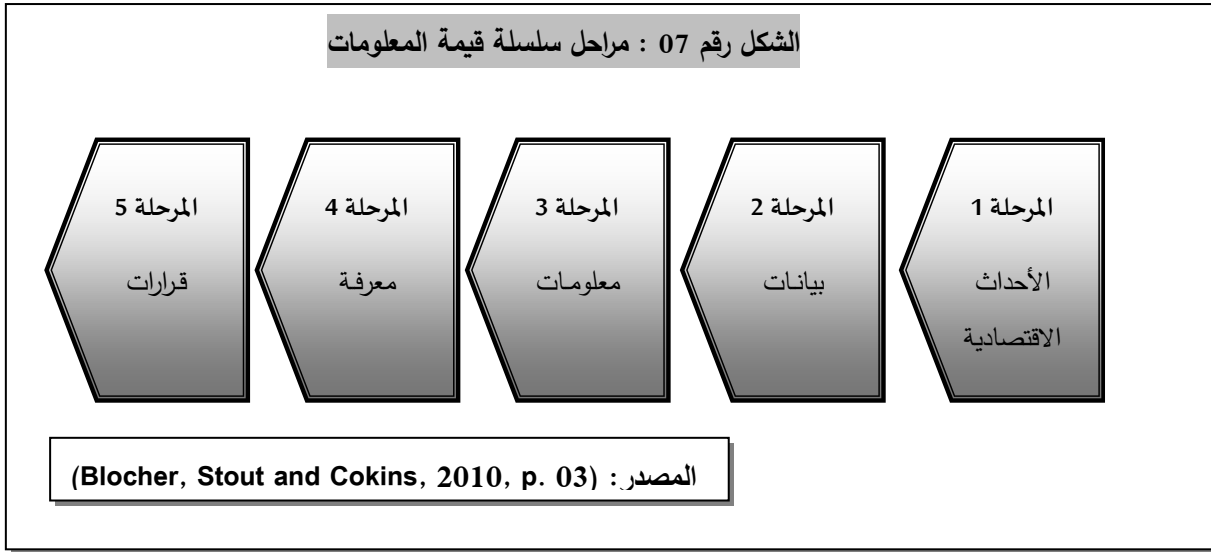 الشكل رقم 07 : مراحل سلسلة قيمة المعلومات
المرحلة 1
الأحداث
الاقتصادية
المرحلة 2
بيانات
المرحلة 3
معلومات
المرحلة 4
معرفة
المرحلة 5
قرارات
المصدر: (Blocher, Stout and Cokins, 2010, p. 03)